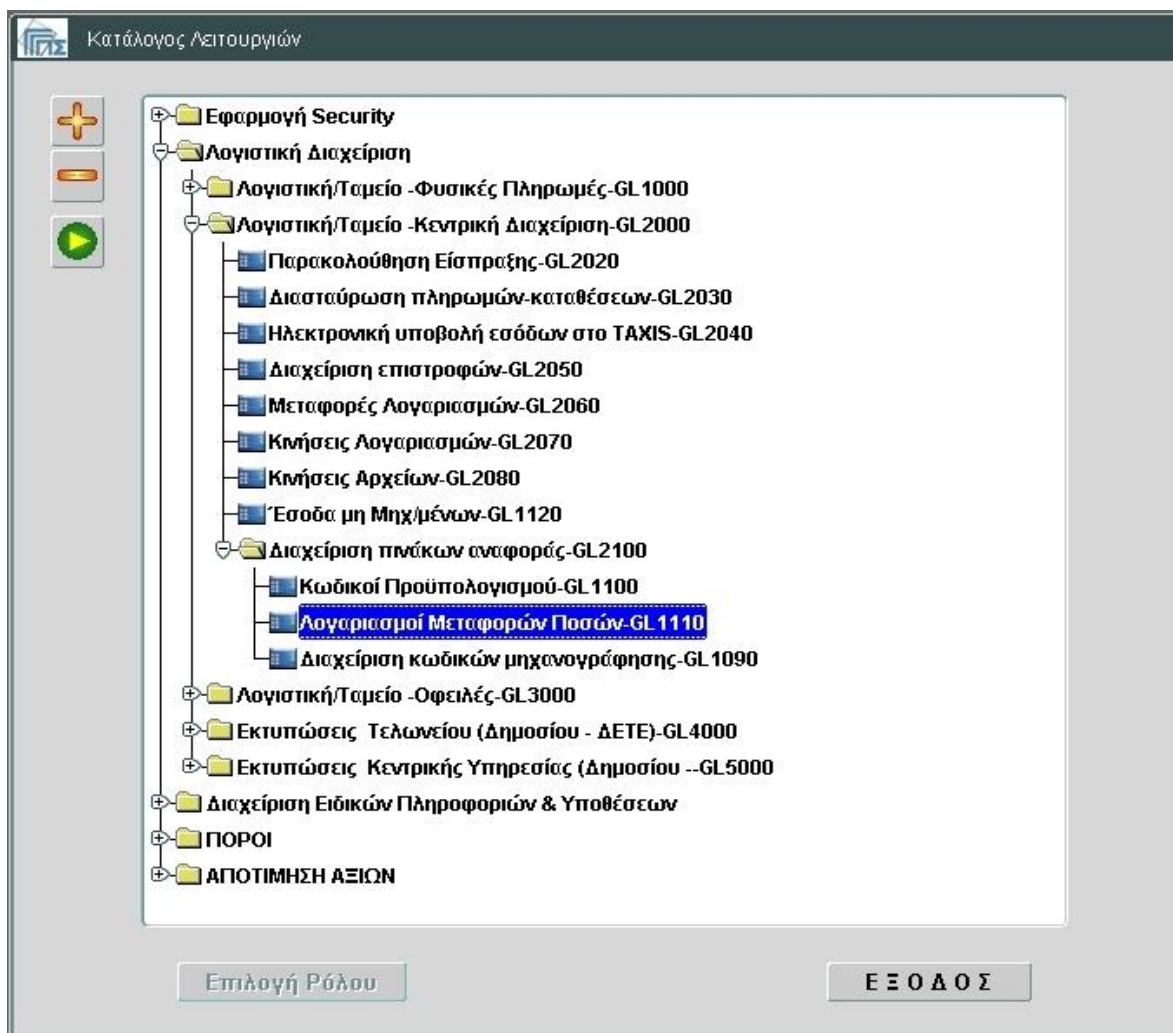 ΓΓΠΣ
Κατάλογος Λειτουργιών
Εφαρμογή Security
Λογιστική Διαχείριση
Λογιστική/Ταμείο -Φυσικές Πληρωμές-GL1000
Λογιστική/Ταμείο -Κεντρική Διαχείριση-GL2000
Παρακολούθηση Είσπραξης-GL2020
Διασταύρωση πληρωμών-καταθέσεων-GL2030
Ηλεκτρονική υποβολή εσόδων στο TAXIS-GL2040
Διαχείριση επιστροφών-GL2050
Μεταφορές Λογαριασμών-GL2060
Κινήσεις Λογαριασμών-GL2070
Κινήσεις Αρχείων-GL2080
Έσοδα μη Μηχ/μένων-GL1120
Διαχείριση πινάκων αναφοράς-GL2100
Κωδικοί Προϋπολογισμού-GL1100
Λογαριασμοί Μεταφορών Ποσών-GL1110
Διαχείριση κωδικών μηχανογράφησης-GL1090
Λογιστική/Ταμείο -Οφειλές-GL3000
Εκτυπώσεις Τελωνείου (Δημοσίου - ΔΕΤΕ)-GL4000
Εκτυπώσεις Κεντρικής Υπηρεσίας (Δημοσίου --GL5000
Διαχείριση Ειδικών Πληροφοριών & Υποθέσεων
ΠΟΡΟΙ
ΑΠΟΤΙΜΗΣΗ ΑΞΙΩΝ
Επιλογή Ρόλου
Ε Ξ Ο Δ Ο Σ